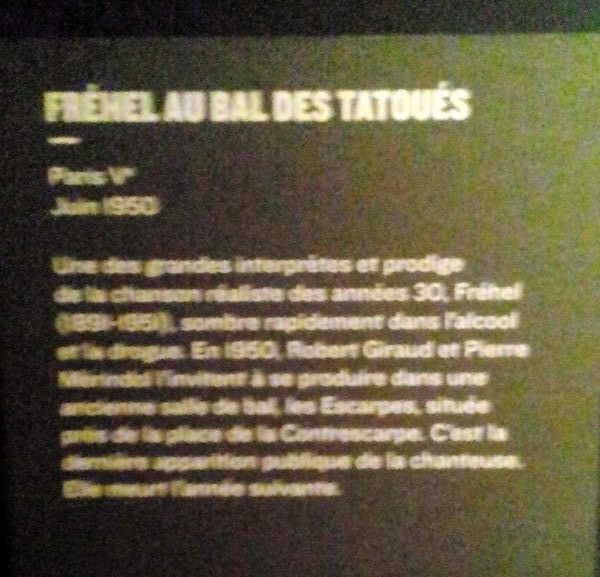 FRÉHEL AU BAL DES TATOUÉS
Paris Vᵉ
Juin 1950
Une des grandes interprètes et prodige
de la chanson réaliste des années 30, Fréhel
(1891-1951), sombre rapidement dans l'alcool
et la drogue. En 1950, Robert Giraud et Pierre
Mérindol l'invitent à se produire dans une
ancienne salle de bal, les Escarpes, située
près de la place de la Contrescarpe. C'est la
dernière apparition publique de la chanteuse.
Elle meurt l'année suivante.